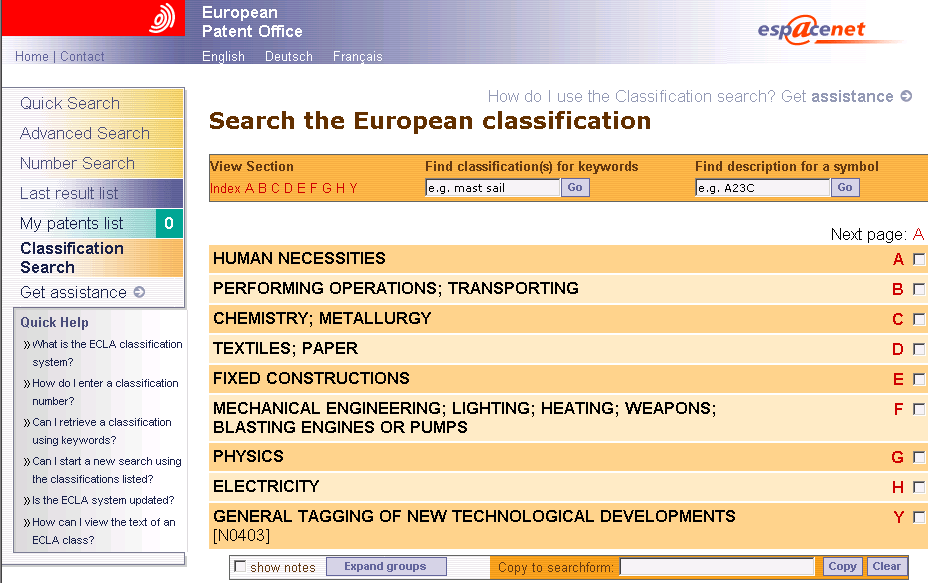 European
Patent Office
espacenet
Home | Contact
English Deutsch Français
Quick Search
Advanced Search
Number Search
Last result list
My patents list 0
Classification
Search
Get assistance
Quick Help
» What is the ECLA classification
system?
» How do I enter a classification
number?
» Can I retrieve a classification
using keywords?
» Can I start a new search using
the classifications listed?
» Is the ECLA system updated?
» How can I view the text of an
ECLA class?
How do I use the Classification search? Get assistance
Search the European classification
View Section Find classification(s) for keywords Find description for a symbol
Index A B C D E F G H Y e.g. mast sail Go e.g. A23C Go
Next page: A
HUMAN NECESSITIES A
PERFORMING OPERATIONS; TRANSPORTING B
CHEMISTRY; METALLURGY C
TEXTILES; PAPER D
FIXED CONSTRUCTIONS E
MECHANICAL ENGINEERING; LIGHTING; HEATING; WEAPONS; F
BLASTING ENGINES OR PUMPS
PHYSICS G
ELECTRICITY H
GENERAL TAGGING OF NEW TECHNOLOGICAL DEVELOPMENTS Y
[N0403]
show notes Expand groups Copy to searchform: Copy Clear